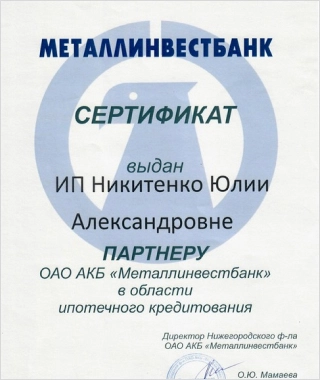 МЕТАЛЛИНВЕСТБАНК
СЕРТИФИКАТ
выдан
ИП Никитенко Юлии
Александровне
ПАРТНЕРУ
ОАО АКБ «Металлинвестбанк»
в области
ипотечного кредитования
Директор Нижегородского ф-ла
ОАО АКБ «Металлинвестбанк»
О.Ю. Мамаева